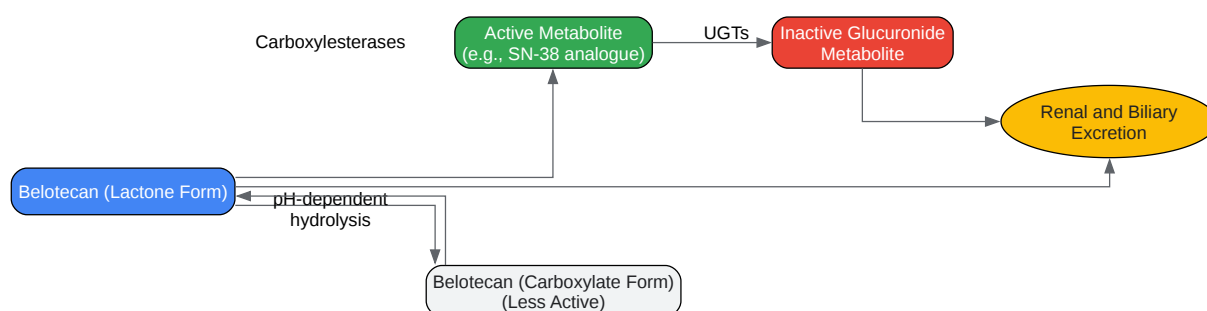 Carboxylesterases
Active Metabolite
(e.g., SN-38 analogue)
UGTs
Inactive Glucuronide
Metabolite
Renal and Biliary
Excretion
Belotecan (Lactone Form)
pH-dependent
hydrolysis
Belotecan (Carboxylate Form)
(Less Active)